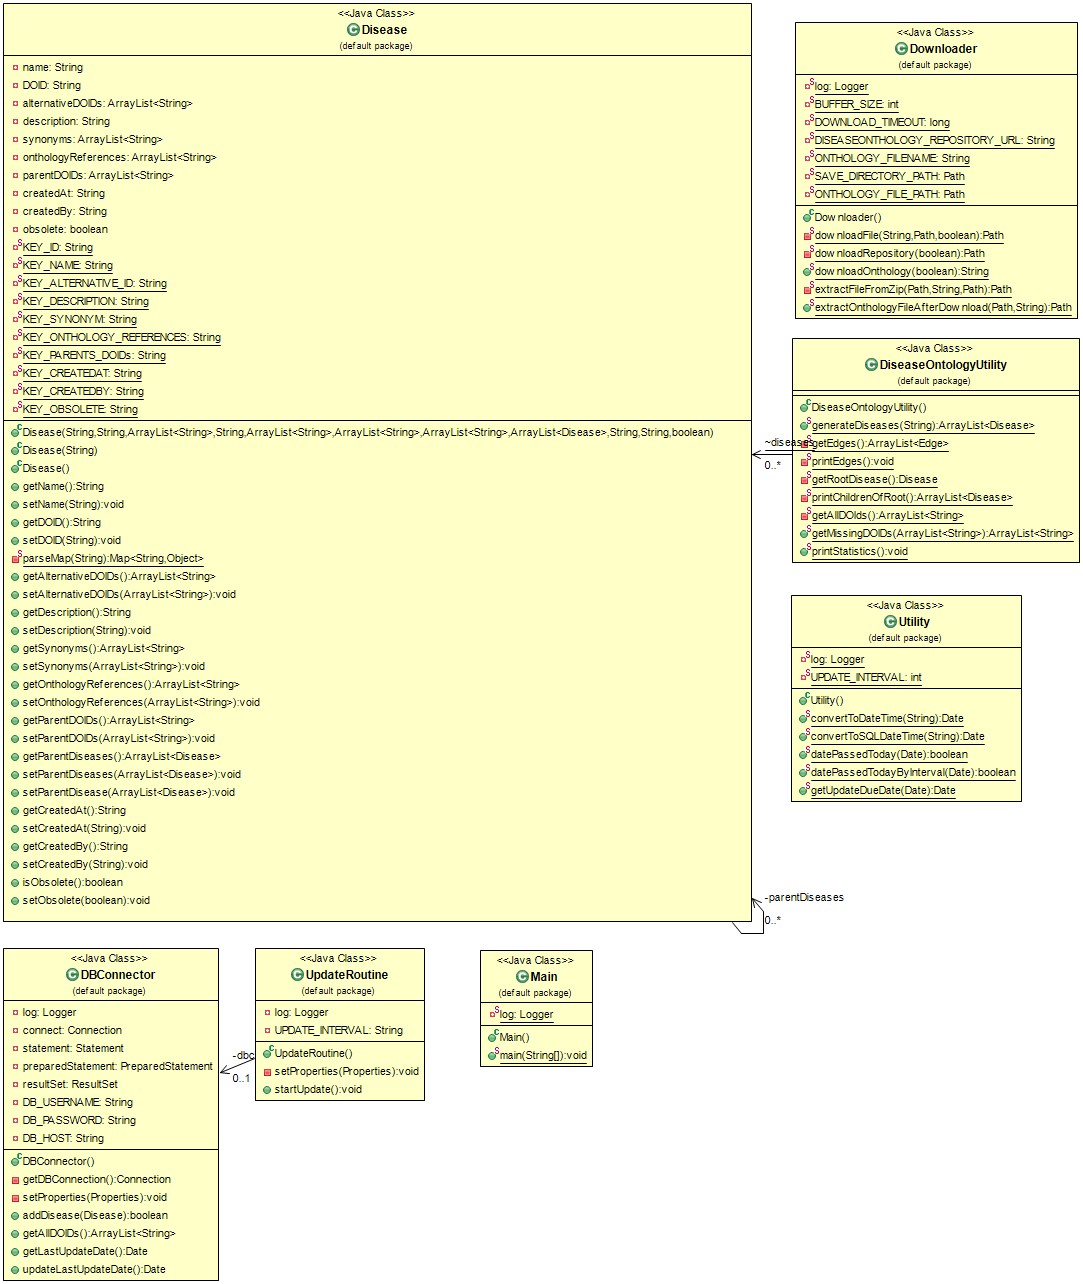 <<Java Class>>
Disease
(default package)
name: String
DOID: String
alternativeDOIDs: ArrayList<String>
description: String
synonyms: ArrayList<String>
onthologyReferences: ArrayList<String>
parentDOIDs: ArrayList<String>
createdAt: String
createdBy: String
obsolete: boolean
KEY_ID: String
KEY_NAME: String
KEY_ALTERNATIVE_ID: String
KEY_DESCRIPTION: String
KEY_SYNONYM: String
KEY_ONTHOLOGY_REFERENCES: String
KEY_PARENTS_DOIDs: String
KEY_CREATEDAT: String
KEY_CREATEDBY: String
KEY_OBSOLETE: String
Disease(String,String,ArrayList<String>,String,ArrayList<String>,ArrayList<String>,ArrayList<String>,ArrayList<Disease>,String,String,boolean)
Disease(String)
Disease()
getName():String
setName(String):void
getDOID():String
setDOID(String):void
parseMap(String):Map<String,Object>
getAlternativeDOIDs():ArrayList<String>
setAlternativeDOIDs(ArrayList<String>):void
getDescription():String
setDescription(String):void
getSynonyms():ArrayList<String>
setSynonyms(ArrayList<String>):void
getOnthologyReferences():ArrayList<String>
setOnthologyReferences(ArrayList<String>):void
getParentDOIDs():ArrayList<String>
setParentDOIDs(ArrayList<String>):void
getParentDiseases():ArrayList<Disease>
setParentDiseases(ArrayList<Disease>):void
setParentDisease(ArrayList<Disease>):void
getCreatedAt():String
setCreatedAt(String):void
getCreatedBy():String
setCreatedBy(String):void
isObsolete():boolean
setObsolete(boolean):void
<<Java Class>>
Downloader
(default package)
log: Logger
BUFFER_SIZE: int
DOWNLOAD_TIMEOUT: long
DISEASEONTHOLOGY_REPOSITORY_URL: String
ONTHOLOGY_FILENAME: String
SAVE_DIRECTORY_PATH: Path
ONTHOLOGY_FILE_PATH: Path
Downloader()
downloadFile(String,Path,boolean):Path
downloadRepository(boolean):Path
downloadOnthology(boolean):String
extractFileFromZip(Path,String,Path):Path
extractOnthologyFileAfterDownload(Path,String):Path
<<Java Class>>
DiseaseOntologyUtility
(default package)
DiseaseOntologyUtility()
generateDiseases(String):ArrayList<Disease>
getEdges():ArrayList<Edge>
printEdges():void
getRootDisease():Disease
printChildrenOfRoot():ArrayList<Disease>
getAllDOIds():ArrayList<String>
getMissingDOIDs(ArrayList<String>):ArrayList<String>
printStatistics():void
~diseases
0..*
<<Java Class>>
Utility
(default package)
log: Logger
UPDATE_INTERVAL: int
Utility()
convertToDateTime(String):Date
convertToSQLDateTime(String):Date
datePassedToday(Date):boolean
datePassedTodayByInterval(Date):boolean
getUpdateDueDate(Date):Date
-parentDiseases
0..*
<<Java Class>>
DBConnector
(default package)
log: Logger
connect: Connection
statement: Statement
preparedStatement: PreparedStatement
resultSet: ResultSet
DB_USERNAME: String
DB_PASSWORD: String
DB_HOST: String
DBConnector()
getDBConnection():Connection
setProperties(Properties):void
addDisease(Disease):boolean
getAllDOIDs():ArrayList<String>
getLastUpdateDate():Date
updateLastUpdateDate():Date
-dbc
0..1
<<Java Class>>
UpdateRoutine
(default package)
log: Logger
UPDATE_INTERVAL: String
UpdateRoutine()
setProperties(Properties):void
startUpdate():void
<<Java Class>>
Main
(default package)
log: Logger
Main()
main(String[]):void